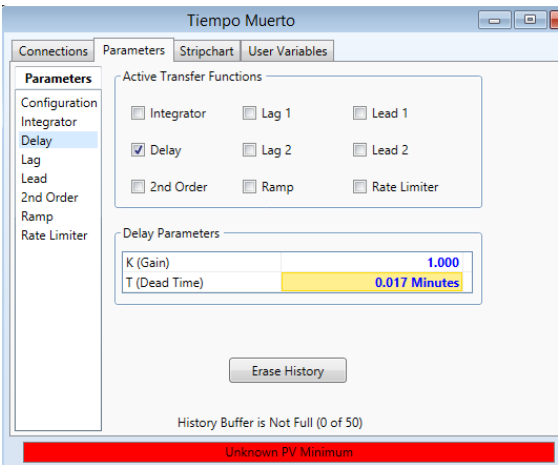 Tiempo Muerto
Connections Parameters Stripchart User Variables
Parameters
Configuration
Integrator
Delay
Lag
Lead
2nd Order
Ramp
Rate Limiter
Active Transfer Functions
Integrator Lag 1 Lead 1
Delay Lag 2 Lead 2
2nd Order Ramp Rate Limiter
Delay Parameters
K (Gain) 1.000
T (Dead Time) 0.017 Minutes
Erase History
History Buffer is Not Full (0 of 50)
Unknown PV Minimum